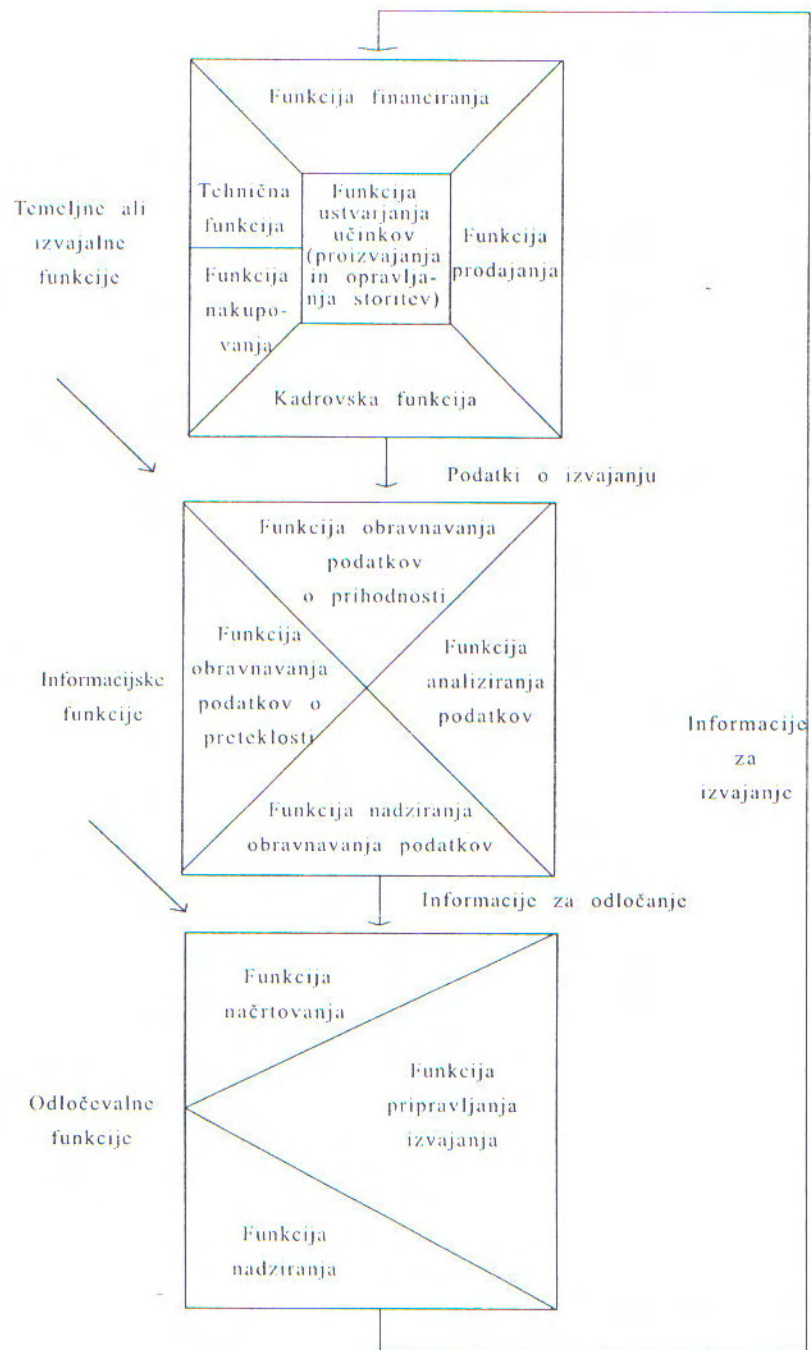 Funkcija financiranja
Temeljne ali
izvajalne
funkcije
Tehnična
funkcija
Funkcija
nakupo-
vanja
Funkcija
ustvarjanja
učinkov
(proizvajanja
in opravlja-
nja storitev)
Funkcija
prodajanja
Kadrovska funkcija
Podatki o izvajanju
Funkcija obravnavanja
podatkov
o prihodnosti
Informacijske
funkcije
Funkcija
obravnavanja
podatkov o
preteklosti
Funkcija
analiziranja
podatkov
Funkcija nadziranja
obravnavanja podatkov
Informacije
za
izvajanje
Informacije za odločanje
Odločevalne
funkcije
Funkcija
načrtovanja
Funkcija
pripravljanja
izvajanja
Funkcija
nadziranja